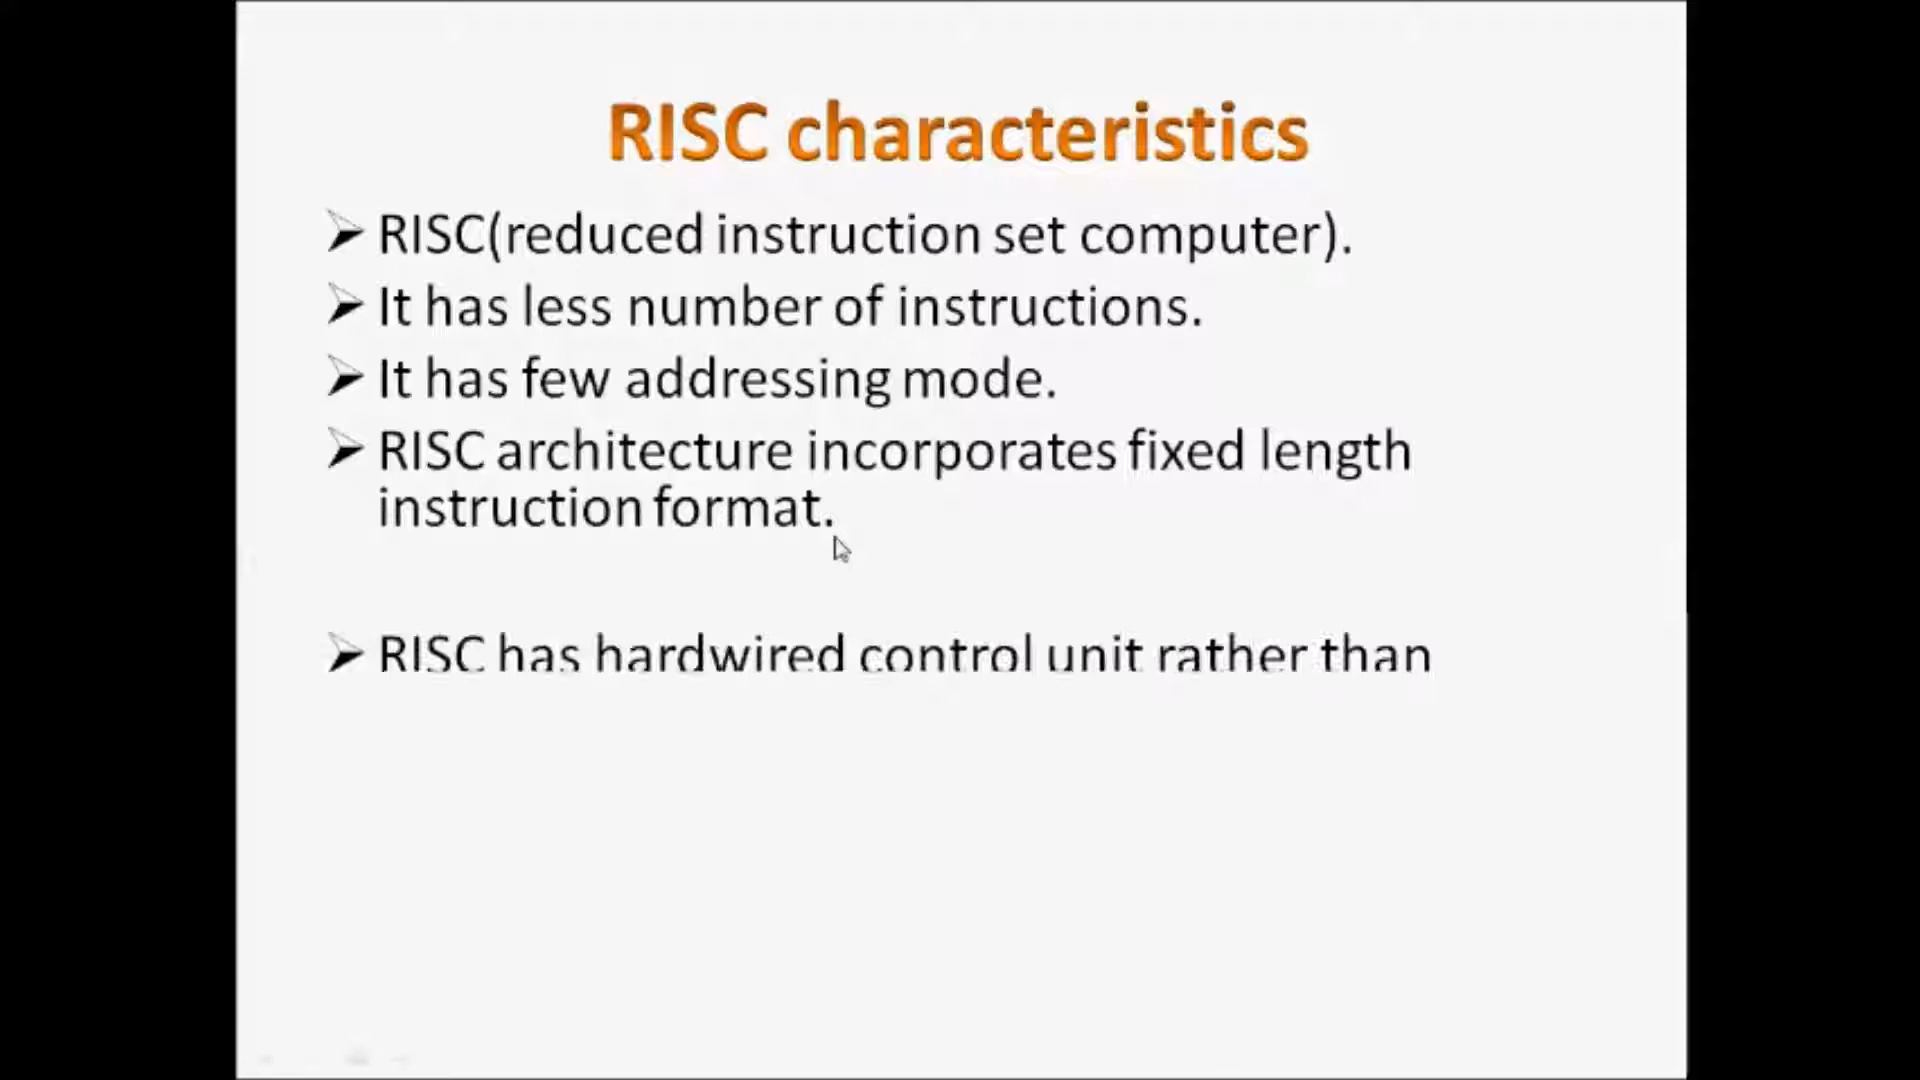 RISC characteristics
RISC(reduced instruction set computer).
It has less number of instructions.
It has few addressing mode.
RISC architecture incorporates fixed length
instruction format.
RISC has hardwired control unit rather than